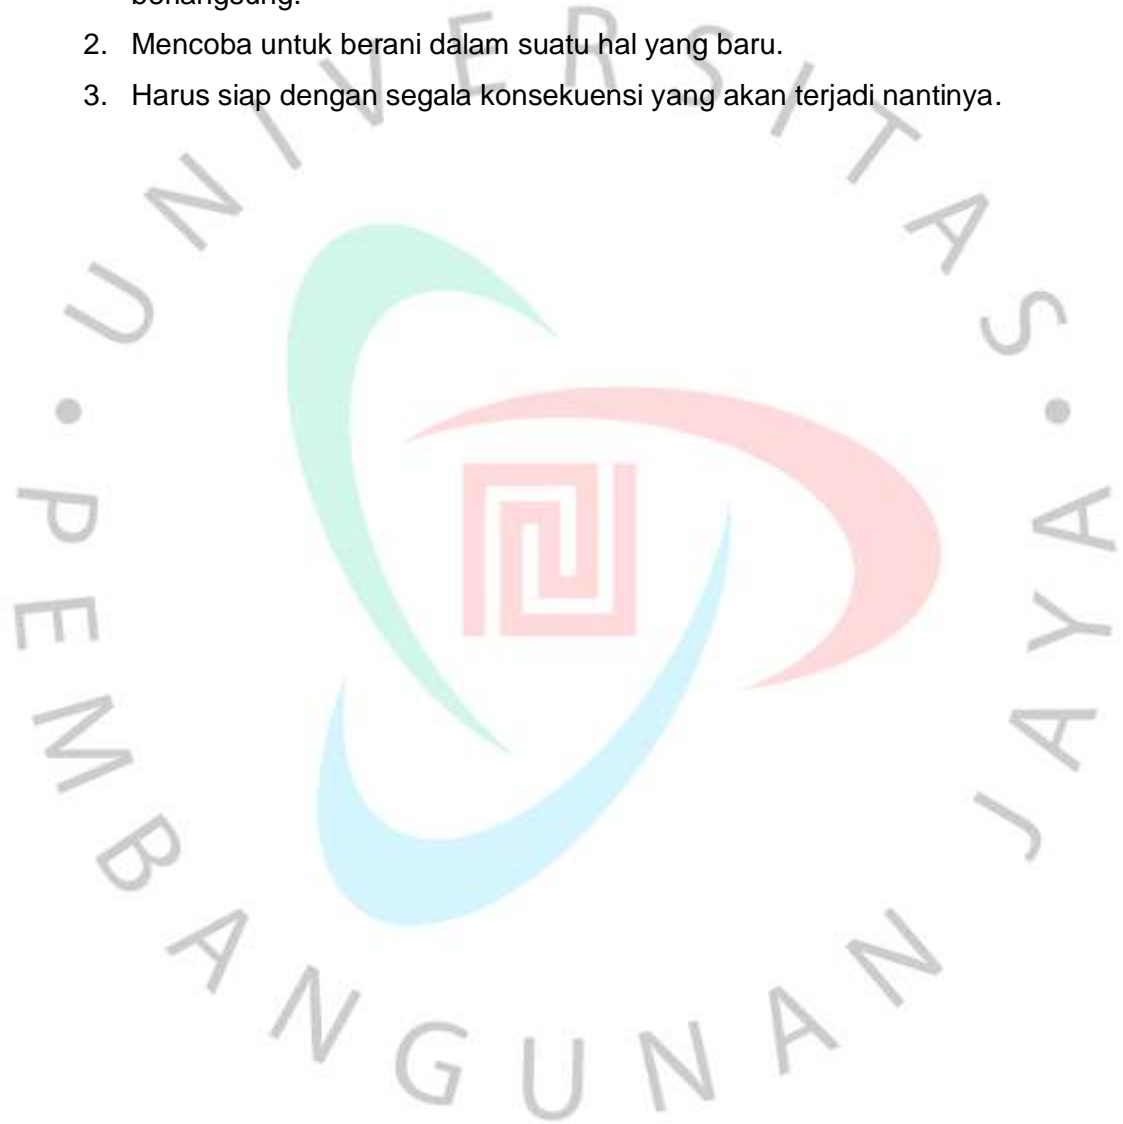 2. Mencoba untuk berani dalam suatu hal yang baru.
3. Harus siap dengan segala konsekuensi yang akan terjadi nantinya.
UNIVERSITAS
• PEMBANGUNAN JAYA •